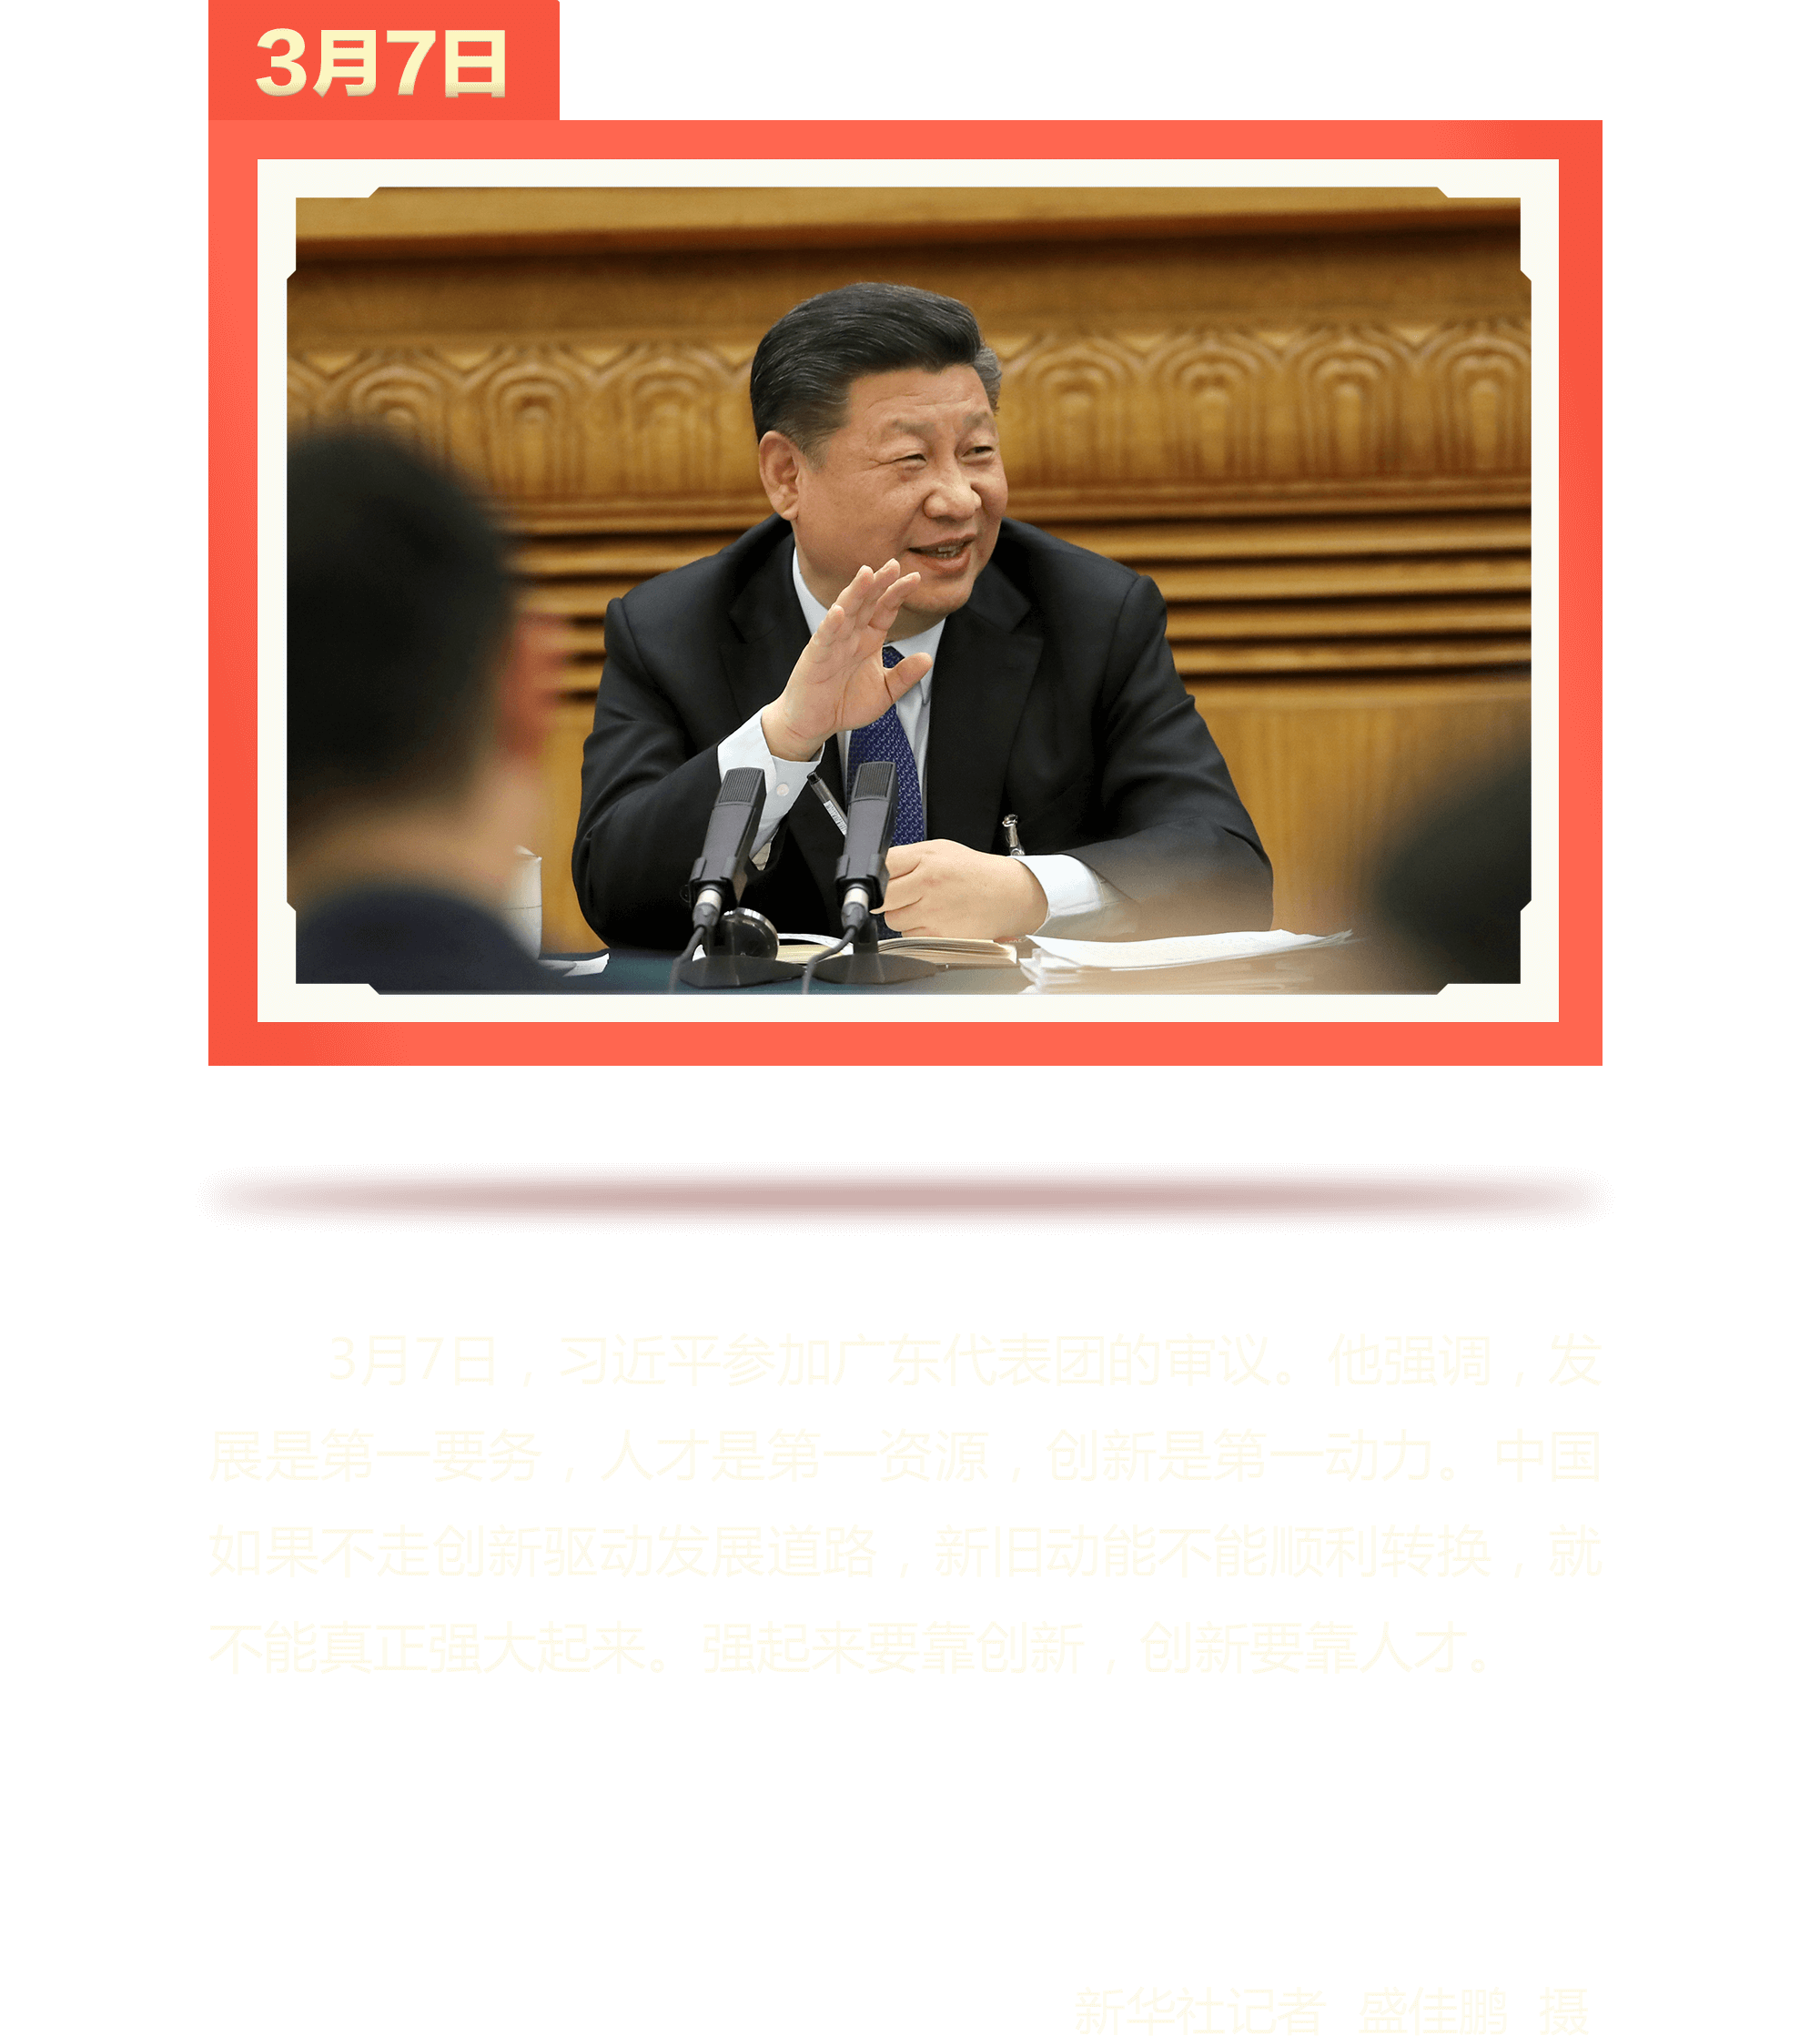 3月7日
3月7日，习近平参加广东代表团的审议。他强调，发
展是第一要务，人才是第一资源，创新是第一动力。中国
如果不走创新驱动发展道路，新旧动能不能顺利转换，就
不能真正强大起来。强起来要靠创新，创新要靠人才。
新华社记者 盛佳鹏 摄